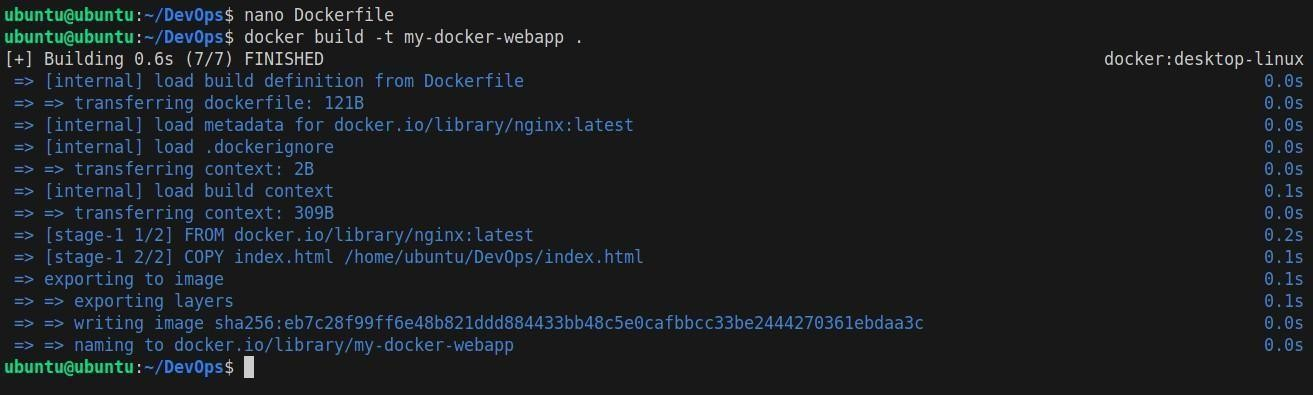 ubuntu@ubuntu:~/DevOps$ nano Dockerfile
ubuntu@ubuntu:~/DevOps$ docker build -t my-docker-webapp .
[+] Building 0.6s (7/7) FINISHED docker:desktop-linux
=> [internal] load build definition from Dockerfile 0.0s
=> => transferring dockerfile: 121B 0.0s
=> [internal] load metadata for docker.io/library/nginx:latest 0.0s
=> [internal] load .dockerignore 0.0s
=> => transferring context: 2B 0.0s
=> [internal] load build context 0.1s
=> => transferring context: 309B 0.0s
=> [stage-1 1/2] FROM docker.io/library/nginx:latest 0.2s
=> [stage-1 2/2] COPY index.html /home/ubuntu/DevOps/index.html 0.1s
=> exporting to image 0.1s
=> => exporting layers 0.1s
=> => writing image sha256:eb7c28f99ff6e48b821ddd884433bb48c5e0cafbbcc33be2444270361ebdaa3c 0.0s
=> => naming to docker.io/library/my-docker-webapp 0.0s
ubuntu@ubuntu:~/DevOps$